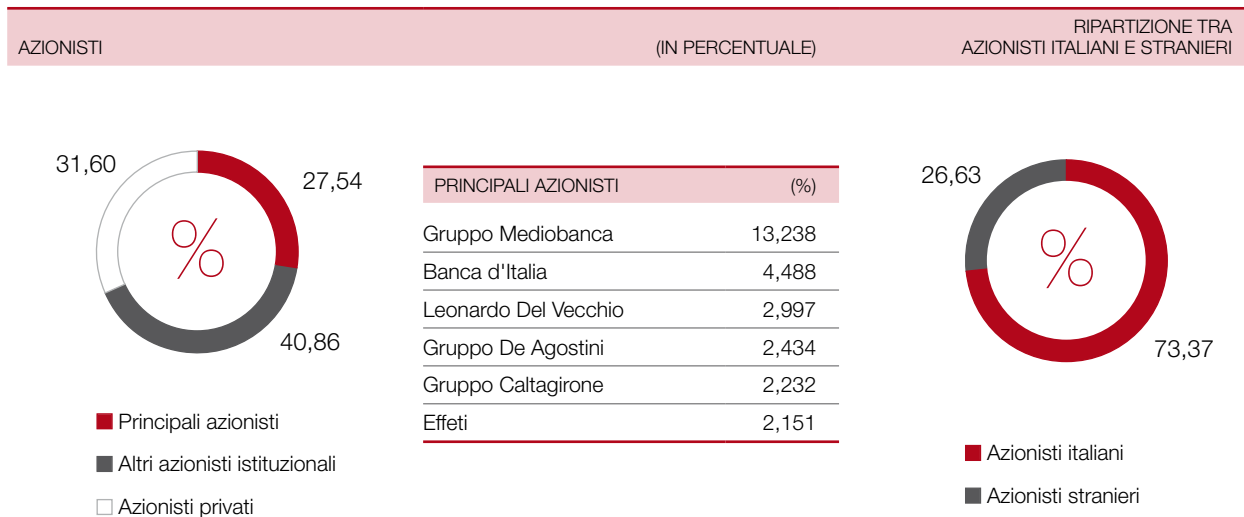 AZIONISTI
(IN PERCENTUALE)
RIPARTIZIONE TRA
AZIONISTI ITALIANI E STRANIERI
31,60
27,54
%
40,86
Principali azionisti
Altri azionisti istituzionali
Azionisti privati
PRINCIPALI AZIONISTI (%)
Gruppo Mediobanca 13,238
Banca d'Italia 4,488
Leonardo Del Vecchio 2,997
Gruppo De Agostini 2,434
Gruppo Caltagirone 2,232
Effeti 2,151
26,63
%
73,37
Azionisti italiani
Azionisti stranieri